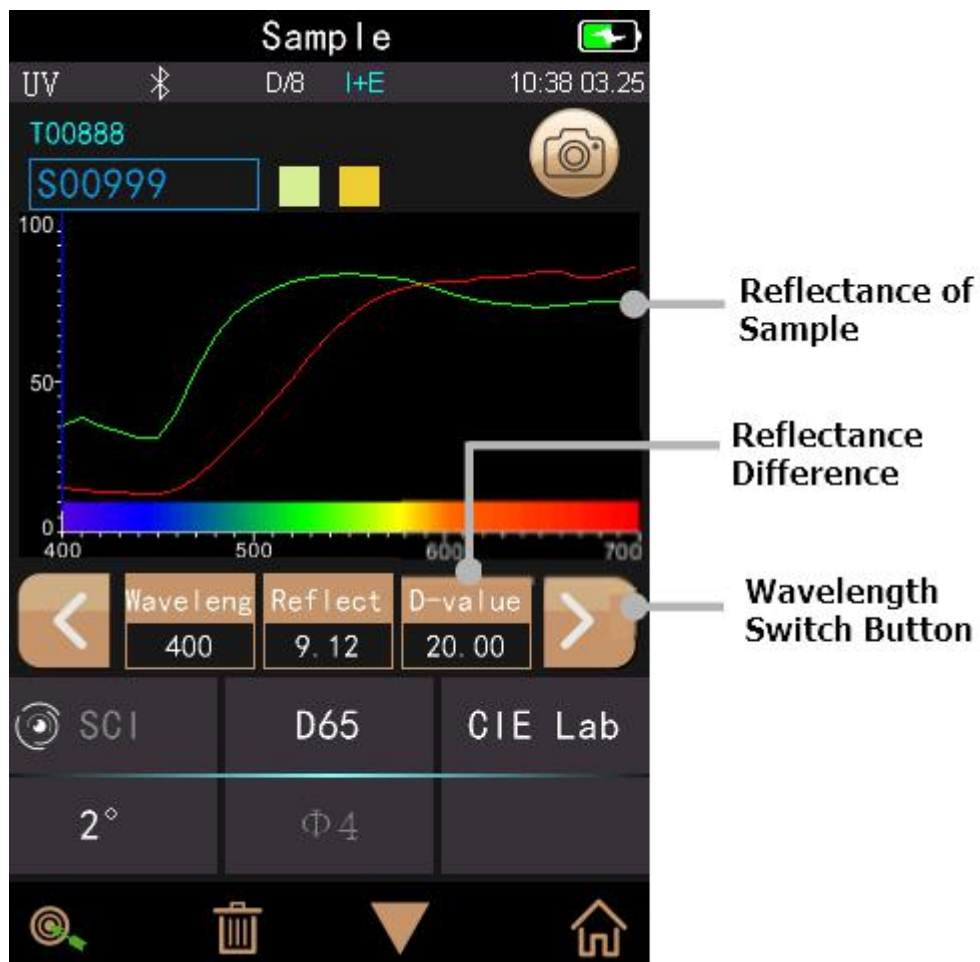 Sample
UV D/8 I+E 10:38 03.25
T00888
S00999
100
50
0
400 500 600 700
Reflectance of
Sample
Reflectance
Difference
Wavelength
Switch Button
Waveleng Reflect D-value
400 9.12 20.00
SCI D65 CIE Lab
2° Φ4